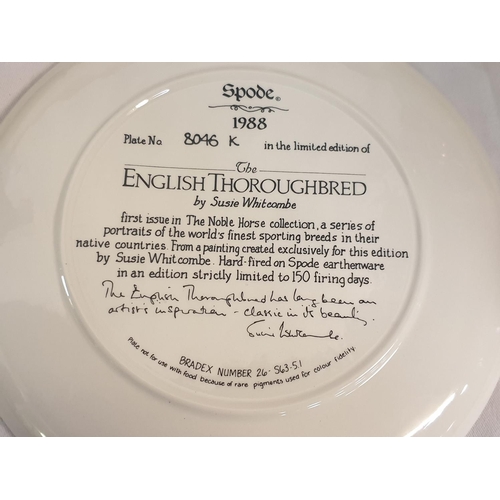 Spode®
1988
Plate No. 8046 K in the limited edition of
The
ENGLISH THOROUGHBRED
by Susie Whitcombe
first issue in The Noble Horse collection, a series of
portraits of the world's finest sporting breeds in their
native countries. From a painting created exclusively for this edition
by Susie Whitcombe. Hard-fired on Spode earthenware
in an edition strictly limited to 150 firing days.
The English Thoroughbred has long been an
artist's inspiration - classic in its beauty.
Susie Whitcombe.
BRADEX NUMBER 26-S63-5.1
Plate not for use with food because of rare pigments used for colour fidelity.